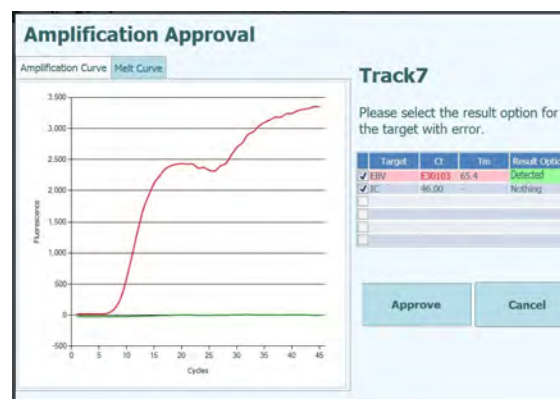 Amplification Approval
Amplification Curve Melt Curve
Track7
Please select the result option for
the target with error.
Target Ct Tm Result Optio
EBV E30103 65.4 Detected
IC 46.00 -- Nothing
Approve Cancel
3.500
3.000
2.500
2.000
1.500
1.000
500
0
-500
0 5 10 15 20 25 30 35 40 45
Fluorescence
Cycles